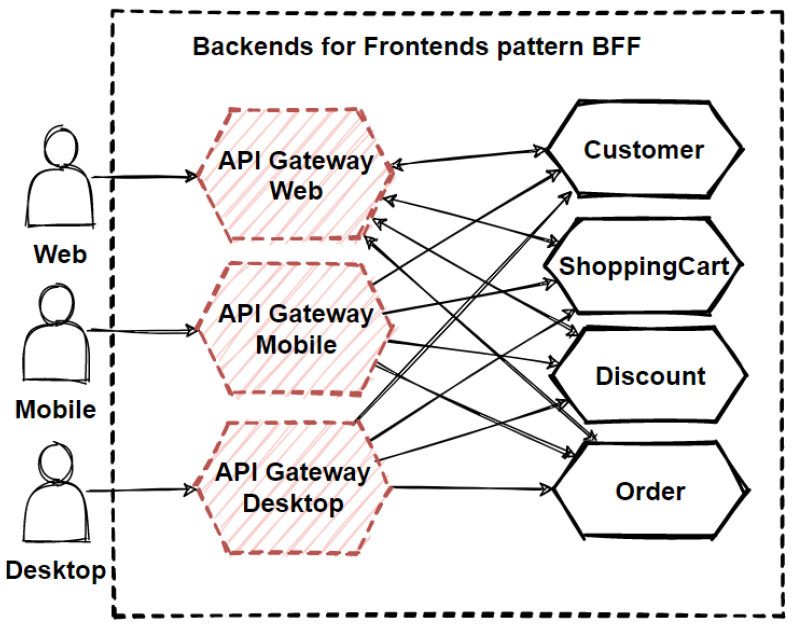 Backends for Frontends pattern BFF
Web
API Gateway
Web
Customer
ShoppingCart
Mobile
API Gateway
Mobile
Discount
Desktop
API Gateway
Desktop
Order